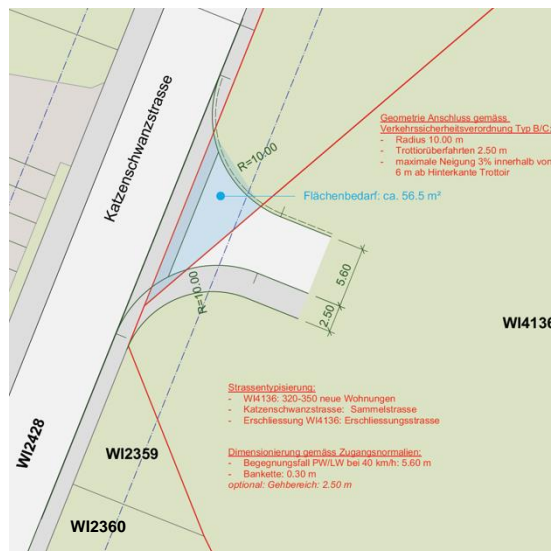 Katzenschwanzstrasse
R=10.00
Geometrie Anschluss gemäss
Verkehrssicherheitsverordnung Typ B/C:
- Radius 10.00 m
- Trottiorüberfahrten 2.50 m
- maximale Neigung 3% innerhalb von
6 m ab Hinterkante Trottoir
Flächenbedarf: ca. 56.5 m²
5.60
2.50
R=10.00
WI4136
Strassentypisierung:
- WI4136: 320-350 neue Wohnungen
- Katzenschwanzstrasse: Sammelstrasse
- Erschliessung WI4136: Erschliessungsstrasse
Dimensionierung gemäss Zugangsnormalien:
- Begegnungsfall PW/LW bei 40 km/h: 5.60 m
- Bankette: 0.30 m
optional: Gehbereich: 2.50 m
WI2428
WI2359
WI2360